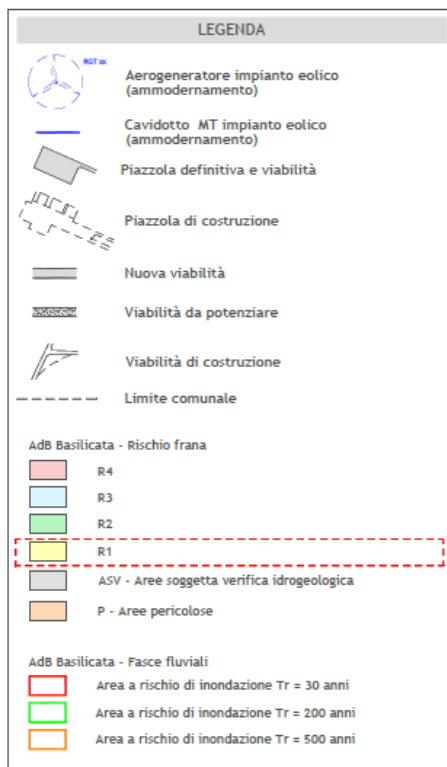 LEGENDA
RGT xx
Aerogeneratore impianto eolico
(ammodernamento)
Cavidotto MT impianto eolico
(ammodernamento)
Piazzola definitiva e viabilità
Piazzola di costruzione
Nuova viabilità
Viabilità da potenziare
Viabilità di costruzione
Limite comunale
AdB Basilicata - Rischio frana
R4
R3
R2
R1
ASV - Aree soggetta verifica idrogeologica
P - Aree pericolose
AdB Basilicata - Fasce fluviali
Area a rischio di inondazione Tr = 30 anni
Area a rischio di inondazione Tr = 200 anni
Area a rischio di inondazione Tr = 500 anni